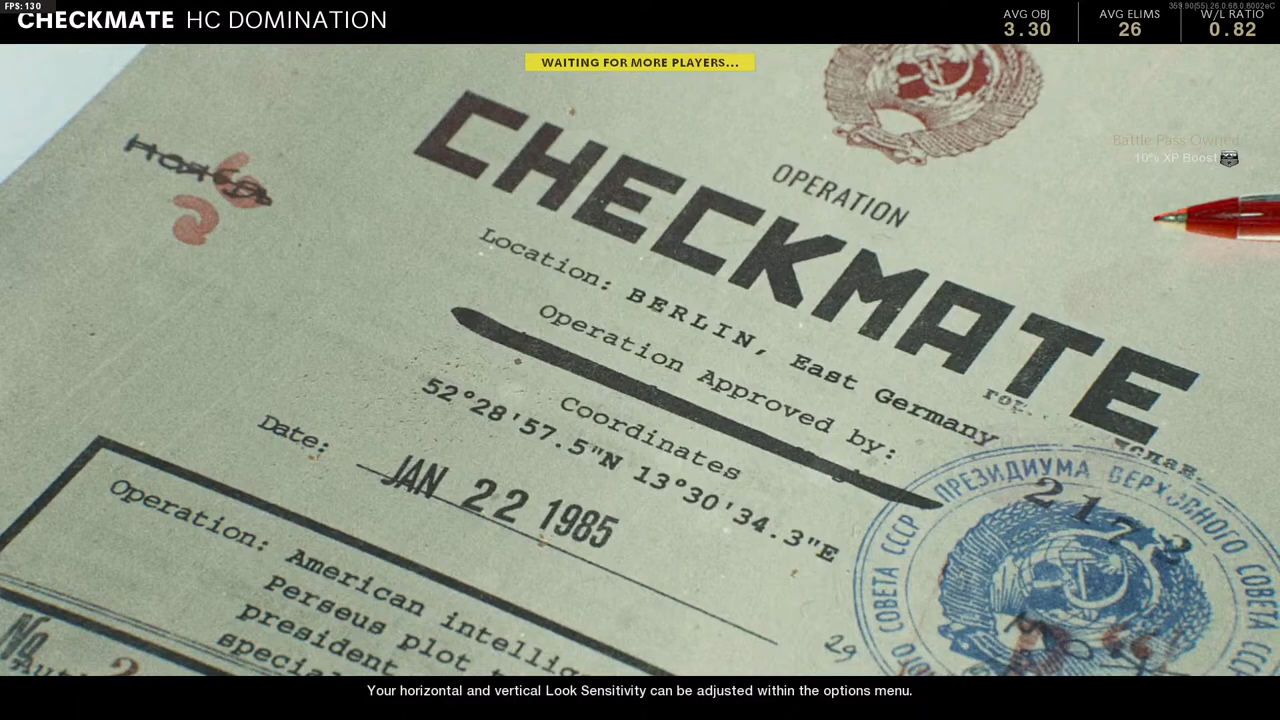 FPS: 130
CHECKMATE HC DOMINATION
AVG OBJ
3.30
AVG ELIMS
26
W/L RATIO
0.82
WAITING FOR MORE PLAYERS...
Battle Pass Owned
10% XP Boost
OPERATION
CHECKMATE
Location: BERLIN, East Germany
Operation Approved by:
Coordinates
52°28'57.5"N 13°30'34.3"E
Date: JAN 22 1985
ПРЕЗИДИУМА ВЕРХОВНОГО СОВЕТА СССР
2172
29
Operation: American intellig
Perseus plot t
president
special
Your horizontal and vertical Look Sensitivity can be adjusted within the options menu.